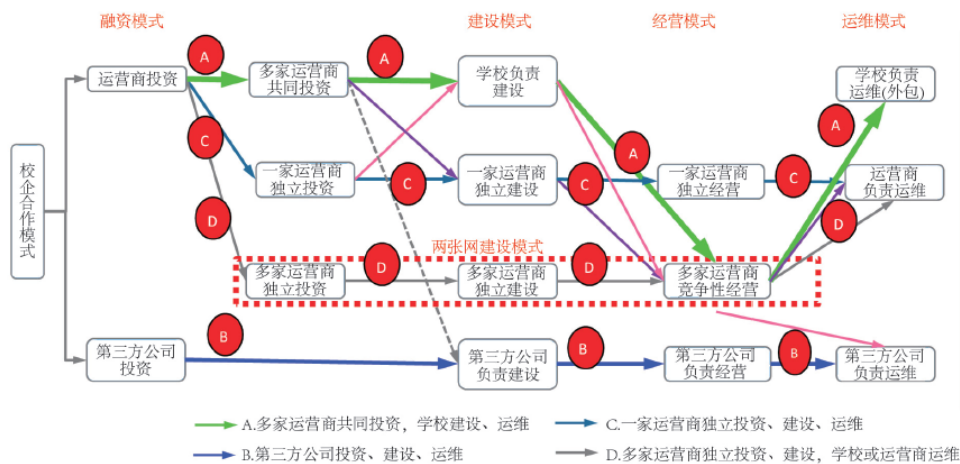 融资模式
建设模式
经营模式
运维模式
校企合作模式
运营商投资
A
多家运营商
共同投资
A
学校负责
建设
学校负责
运维(外包)
A
A
C
一家运营商
独立投资
C
一家运营商
独立建设
C
一家运营商
独立经营
C
运营商
负责运维
D
两张网建设模式
D
多家运营商
独立投资
D
多家运营商
独立建设
D
多家运营商
竞争性经营
第三方公司
投资
B
第三方公司
负责建设
B
第三方公司
负责经营
B
第三方公司
负责运维
A.多家运营商共同投资，学校建设、运维
C.一家运营商独立投资、建设、运维
B.第三方公司投资、建设、运维
D.多家运营商独立投资、建设，学校或运营商运维